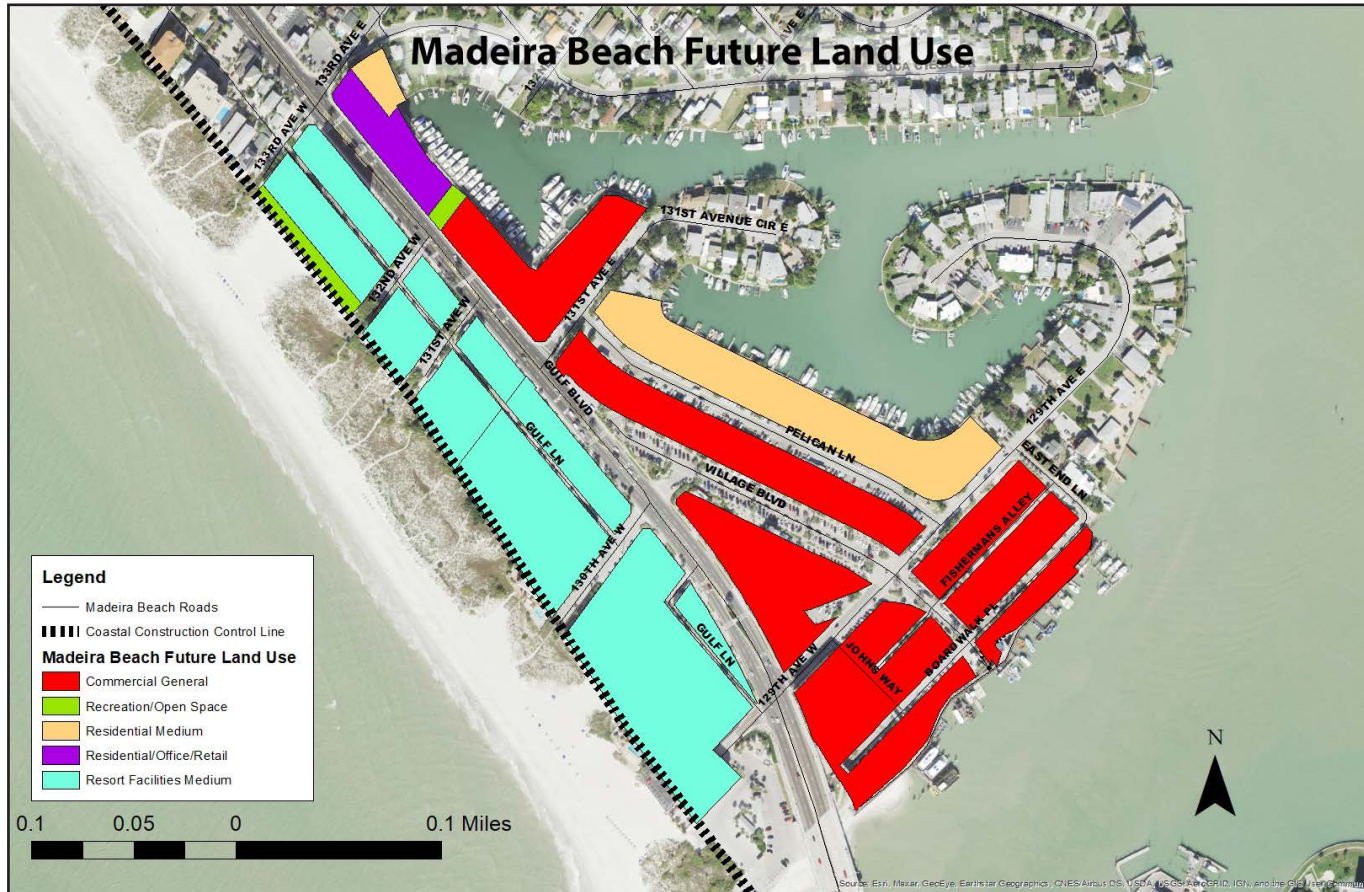 Madeira Beach Future Land Use
133RD AVE E
133RD AVE W
131ST AVENUE CIR E
132ND AVE W
131ST AVE E
131ST AVE W
GULF BLVD
PELICAN LN
129TH AVE E
EAST END LN
GULF LN
VILLAGE BLVD
FISHERMANS ALLEY
130TH AVE W
BOARDWALK PL
GULF LN
JOHNS WAY
129TH AVE W
Legend
Madeira Beach Roads
Coastal Construction Control Line
Madeira Beach Future Land Use
Commercial General
Recreation/Open Space
Residential Medium
Residential/Office/Retail
Resort Facilities Medium
N
0.1 0.05 0 0.1 Miles
Source: Esri, Maxar, GeoEye, Earthstar Geographics, CNES/Airbus DS, USDA, USGS, AeroGRID, IGN, and the GIS User Commun